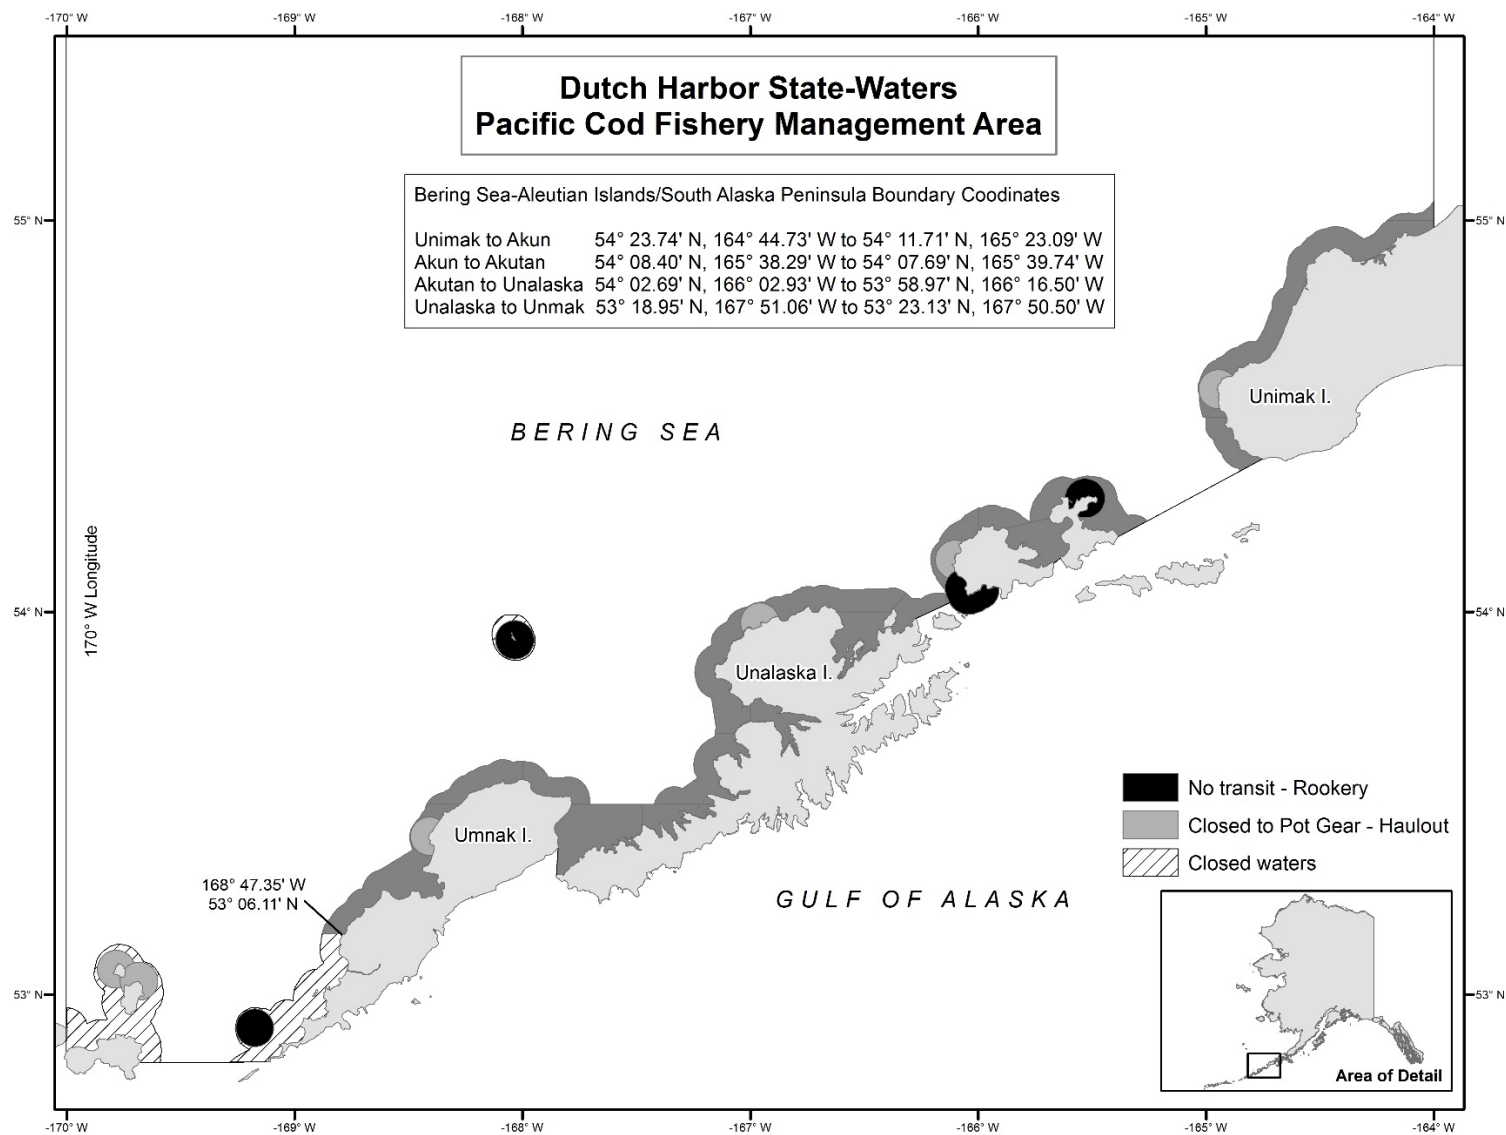 -170° W
-169° W
-168° W
-167° W
-166° W
-165° W
-164° W
Dutch Harbor State-Waters
Pacific Cod Fishery Management Area
Bering Sea-Aleutian Islands/South Alaska Peninsula Boundary Coodinates
Unimak to Akun 54° 23.74' N, 164° 44.73' W to 54° 11.71' N, 165° 23.09' W
Akun to Akutan 54° 08.40' N, 165° 38.29' W to 54° 07.69' N, 165° 39.74' W
Akutan to Unalaska 54° 02.69' N, 166° 02.93' W to 53° 58.97' N, 166° 16.50' W
Unalaska to Unmak 53° 18.95' N, 167° 51.06' W to 53° 23.13' N, 167° 50.50' W
55° N
55° N
Unimak I.
BERING SEA
170° W Longitude
54° N
54° N
Unalaska I.
Umnak I.
168° 47.35' W
53° 06.11' N
GULF OF ALASKA
No transit - Rookery
Closed to Pot Gear - Haulout
Closed waters
53° N
53° N
Area of Detail
-170° W
-169° W
-168° W
-167° W
-166° W
-165° W
-164° W